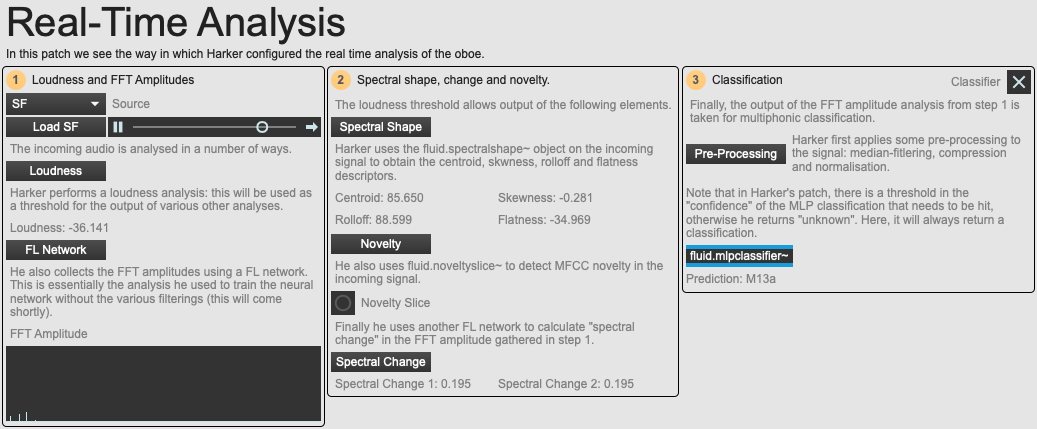 Real-Time Analysis
In this patch we see the way in which Harker configured the real time analysis of the oboe.
1 Loudness and FFT Amplitudes
SF Source
Load SF
The incoming audio is analysed in a number of ways.
Loudness
Harker performs a loudness analysis: this will be used as
a threshold for the output of various other analyses.
Loudness: -36.141
FL Network
He also collects the FFT amplitudes using a FL network.
This is essentially the analysis he used to train the neural
network without the various filterings (this will come
shortly).
FFT Amplitude
2 Spectral shape, change and novelty.
The loudness threshold allows output of the following elements.
Spectral Shape
Harker uses the fluid.spectralshape~ object on the incoming
signal to obtain the centroid, skwness, rolloff and flatness
descriptors.
Centroid: 85.650 Skewness: -0.281
Rolloff: 88.599 Flatness: -34.969
Novelty
He also uses fluid.noveltyslice~ to detect MFCC novelty in the
incoming signal.
Novelty Slice
Finally he uses another FL network to calculate "spectral
change" in the FFT amplitude gathered in step 1.
Spectral Change
Spectral Change 1: 0.195 Spectral Change 2: 0.195
3 Classification Classifier
Finally, the output of the FFT amplitude analysis from step 1 is
taken for multiphonic classification.
Pre-Processing
Harker first applies some pre-processing to
the signal: median-fitlering, compression
and normalisation.
Note that in Harker's patch, there is a threshold in the
"confidence" of the MLP classification that needs to be hit,
otherwise he returns "unknown". Here, it will always return a
classification.
fluid.mlpclassifier~
Prediction: M13a